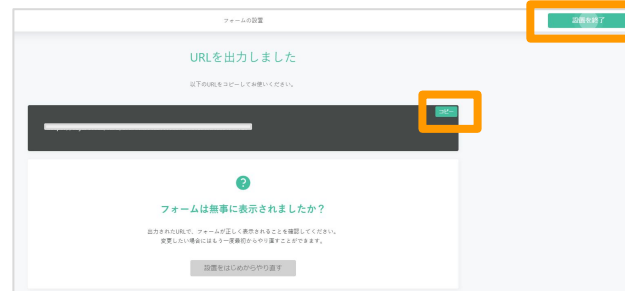 フォームの設置
設置を終了
URLを出力しました
以下のURLをコピーしてお使いください。
コピー
フォームは無事に表示されましたか？
出力されたURLで、フォームが正しく表示されることを確認してください。
変更したい場合にはもう一度最初からやり直すことができます。
設置をはじめからやり直す